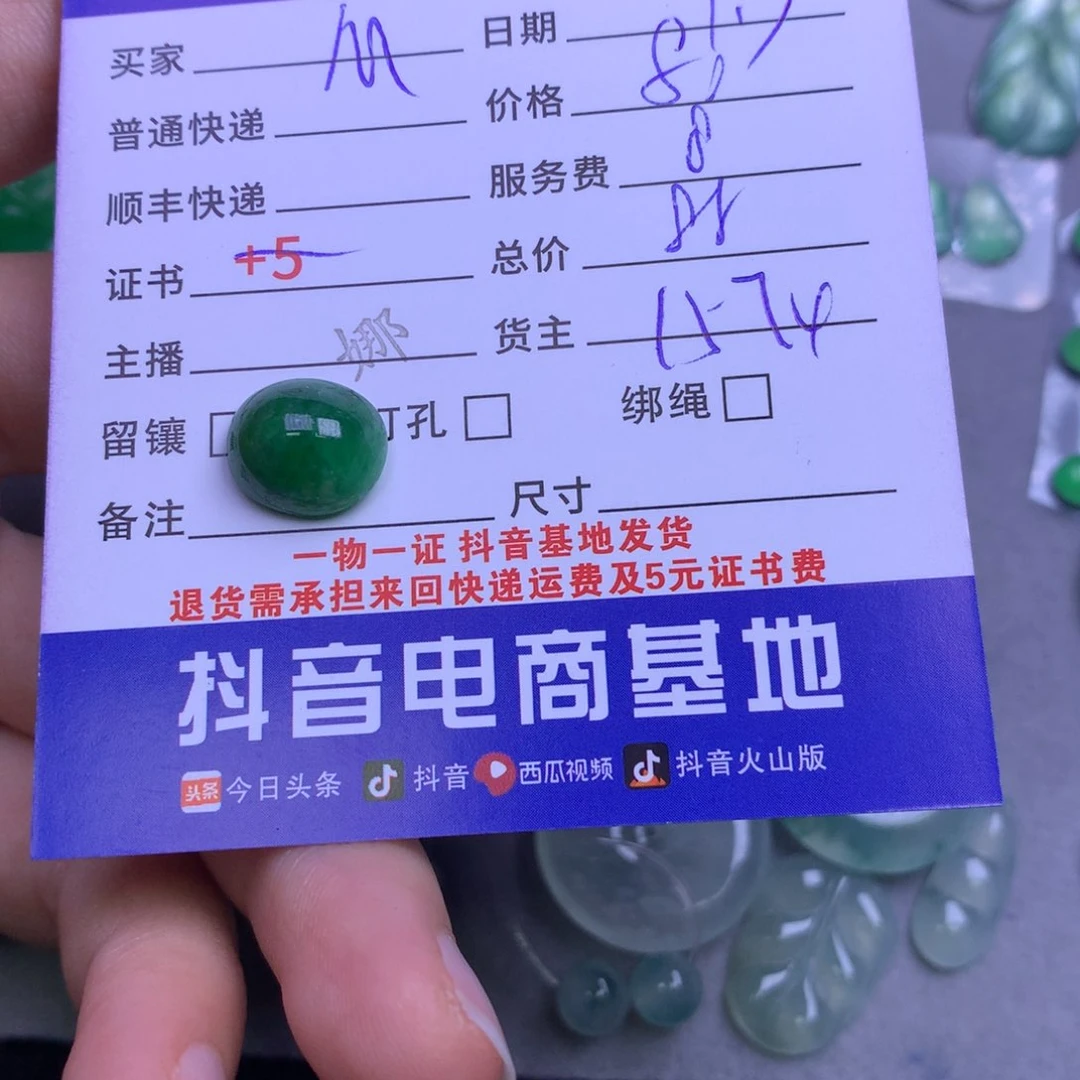 买家 日期
普通快递 价格
顺丰快递 服务费 8
证书 +5 总价 88
主播 娜 货主 1574
留镶 打孔 绑绳
备注 尺寸
一物一证 抖音基地发货
退货需承担来回快递运费及5元证书费
抖音电商基地
头条 今日头条 抖音 西瓜视频 抖音火山版